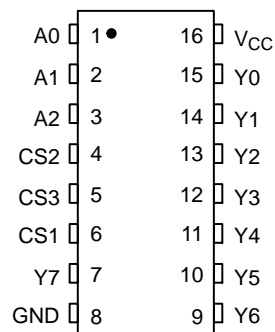 A0 1 16 VCC
A1 2 15 Y0
A2 3 14 Y1
CS2 4 13 Y2
CS3 5 12 Y3
CS1 6 11 Y4
Y7 7 10 Y5
GND 8 9 Y6